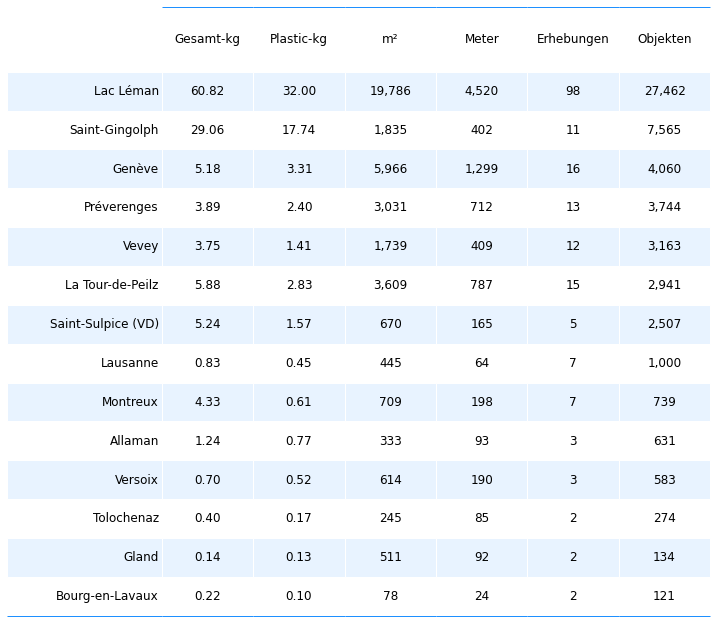 Gesamt-kg Plastic-kg m² Meter Erhebungen Objekten
Lac Léman 60.82 32.00 19,786 4,520 98 27,462
Saint-Gingolph 29.06 17.74 1,835 402 11 7,565
Genève 5.18 3.31 5,966 1,299 16 4,060
Préverenges 3.89 2.40 3,031 712 13 3,744
Vevey 3.75 1.41 1,739 409 12 3,163
La Tour-de-Peilz 5.88 2.83 3,609 787 15 2,941
Saint-Sulpice (VD) 5.24 1.57 670 165 5 2,507
Lausanne 0.83 0.45 445 64 7 1,000
Montreux 4.33 0.61 709 198 7 739
Allaman 1.24 0.77 333 93 3 631
Versoix 0.70 0.52 614 190 3 583
Tolochenaz 0.40 0.17 245 85 2 274
Gland 0.14 0.13 511 92 2 134
Bourg-en-Lavaux 0.22 0.10 78 24 2 121